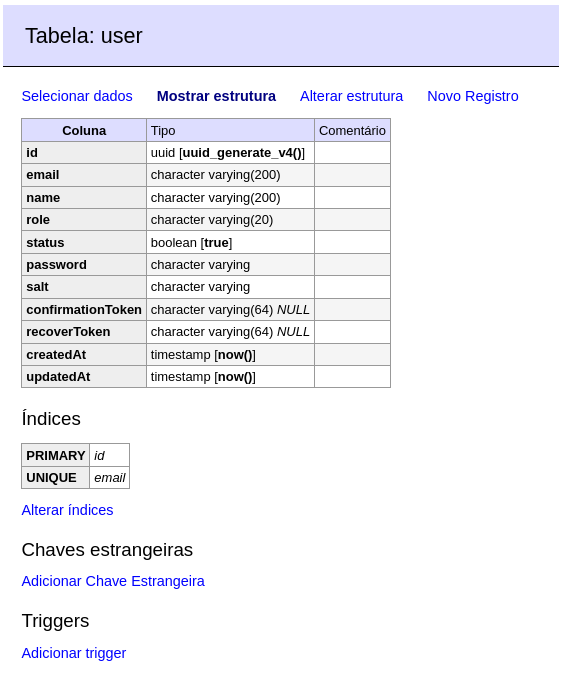 Tabela: user
Selecionar dados Mostrar estrutura Alterar estrutura Novo Registro
Coluna Tipo Comentário
id uuid [uuid_generate_v4()]
email character varying(200)
name character varying(200)
role character varying(20)
status boolean [true]
password character varying
salt character varying
confirmationToken character varying(64) NULL
recoverToken character varying(64) NULL
createdAt timestamp [now()]
updatedAt timestamp [now()]
Índices
PRIMARY id
UNIQUE email
Alterar índices
Chaves estrangeiras
Adicionar Chave Estrangeira
Triggers
Adicionar trigger